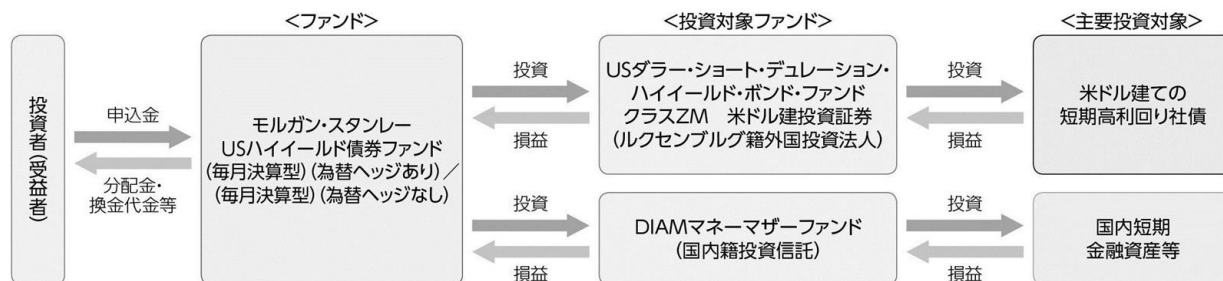 <ファンド>
<投資対象ファンド>
<主要投資対象>
投資者(受益者)
申込金
分配金・
換金代金等
モルガン・スタンレー
USハイイールド債券ファンド
(毎月決算型)(為替ヘッジあり)/
(毎月決算型)(為替ヘッジなし)
投資
損益
USダラー・ショート・デュレーション・
ハイイールド・ボンド・ファンド
クラスZM 米ドル建投資証券
(ルクセンブルグ籍外国投資法人)
投資
損益
米ドル建ての
短期高利回り社債
投資
損益
DIAMマネーマザーファンド
(国内籍投資信託)
投資
損益
国内短期
金融資産等